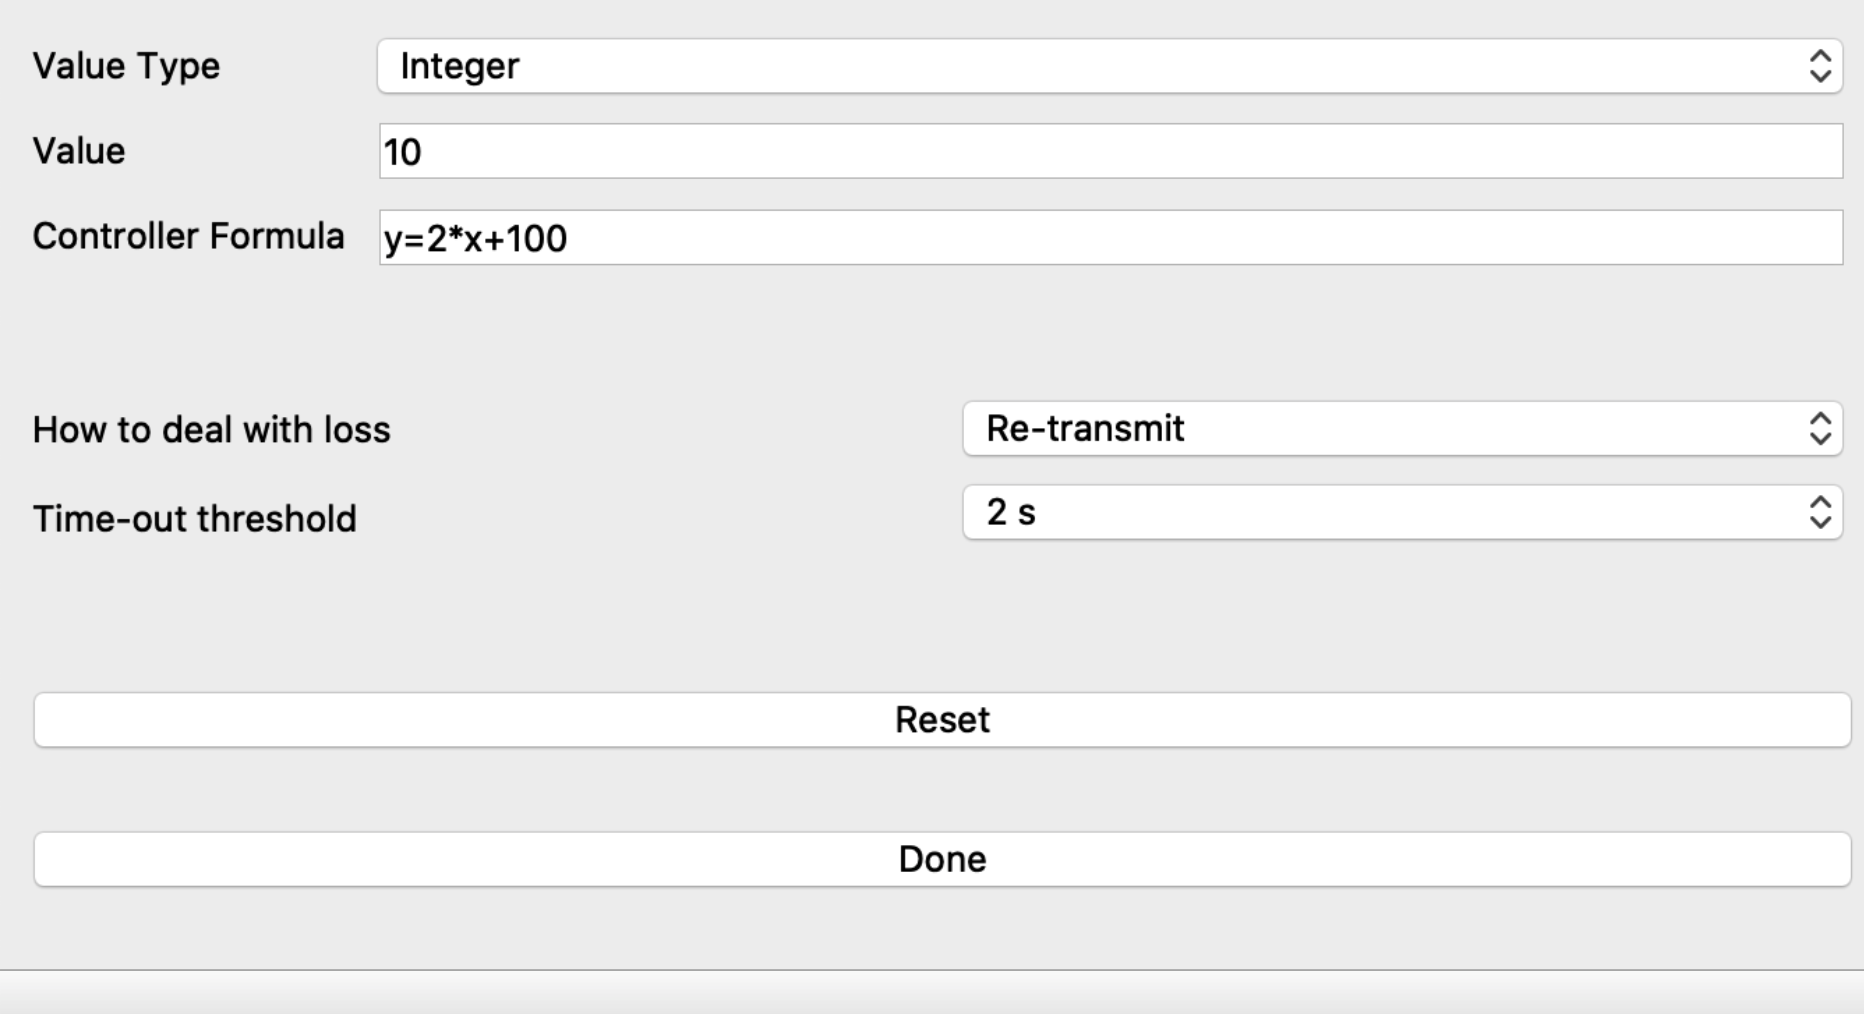 Value Type Integer
Value 10
Controller Formula y=2*x+100
How to deal with loss Re-transmit
Time-out threshold 2 s
Reset
Done